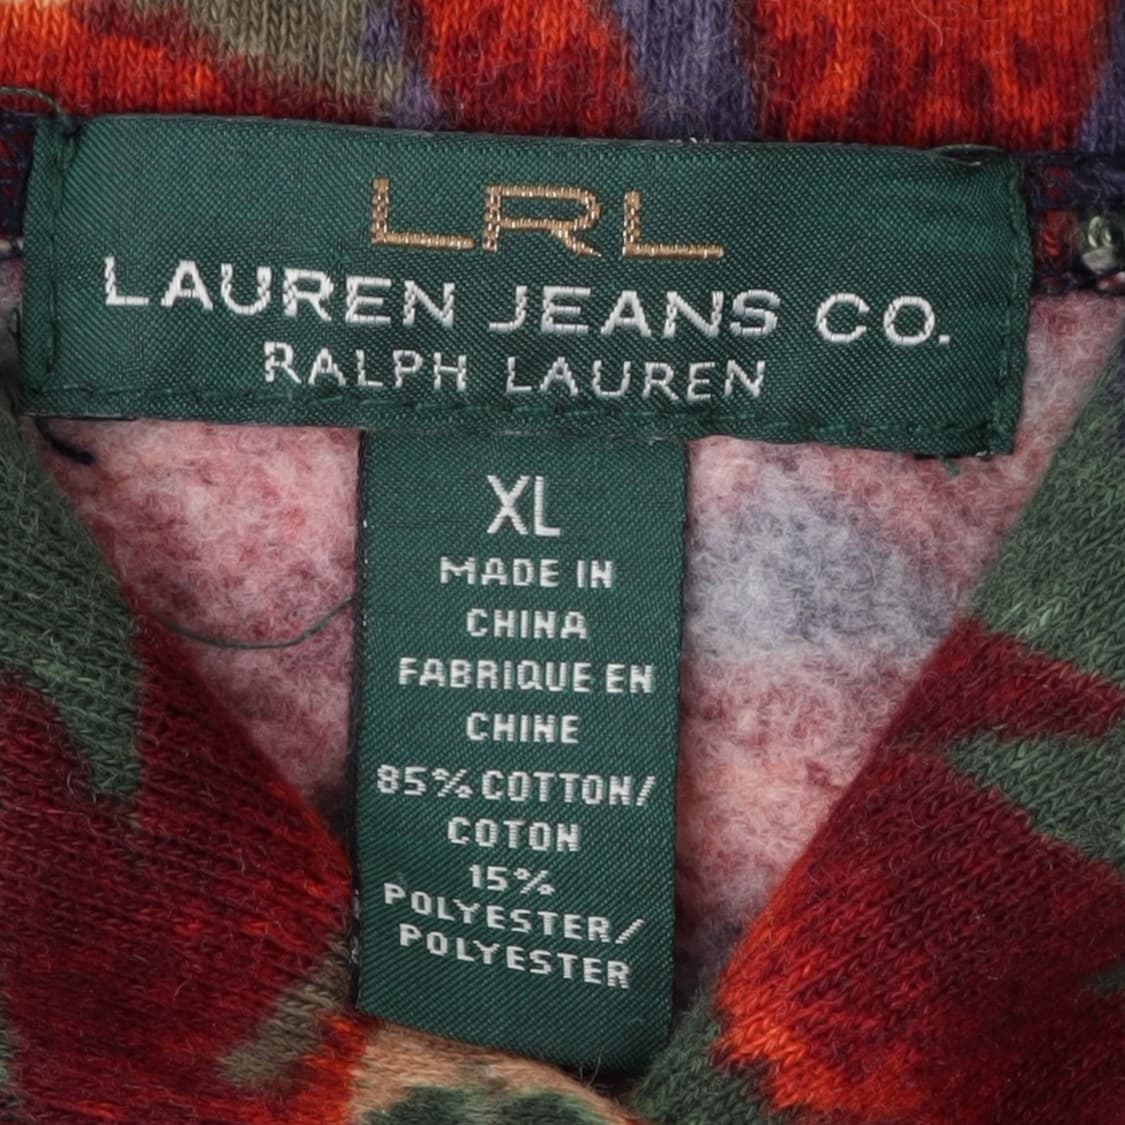 LRL
LAUREN JEANS CO.
RALPH LAUREN
XL
MADE IN
CHINA
FABRIQUE EN
CHINE
85% COTTON/
COTON
15%
POLYESTER/
POLYESTER